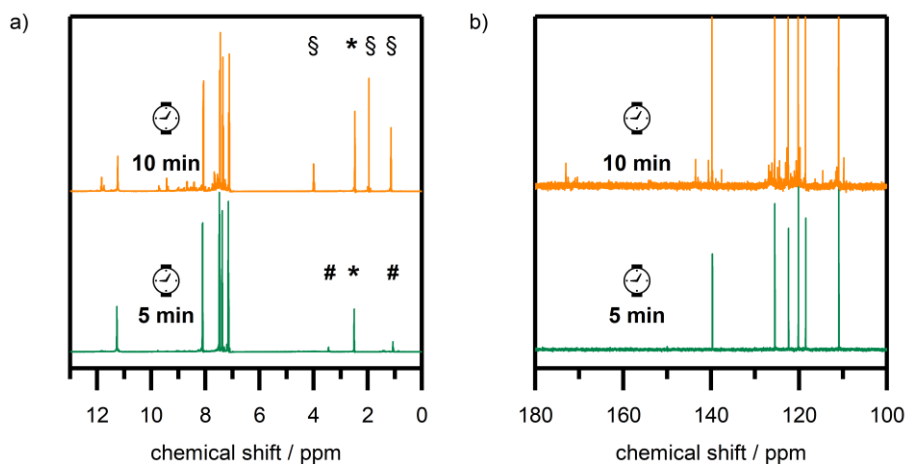 a)
§ * § §
10 min
# * #
5 min
12 10 8 6 4 2 0
chemical shift / ppm
b)
10 min
5 min
180 160 140 120 100
chemical shift / ppm